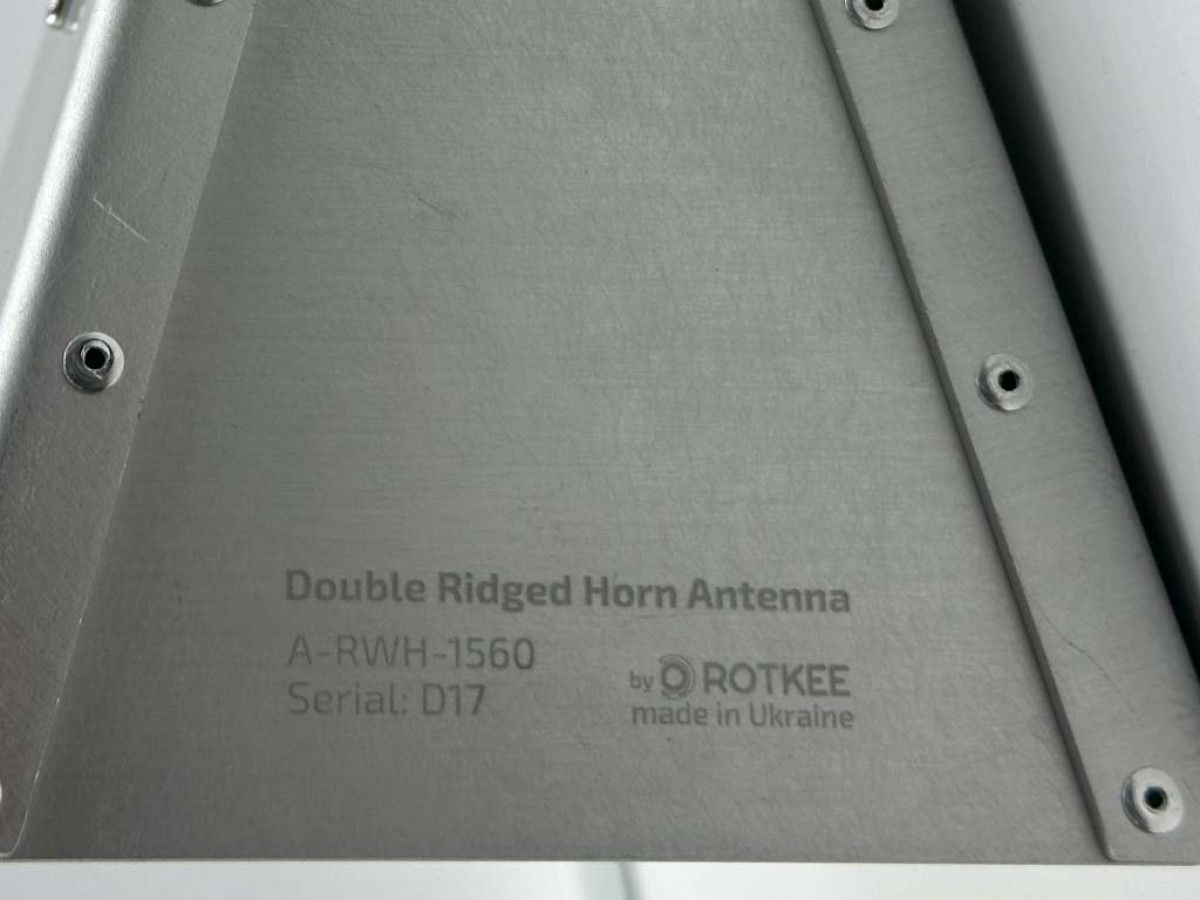 Double Ridged Horn Antenna
A-RWH-1560
Serial: D17
by ROTKEE
made in Ukraine